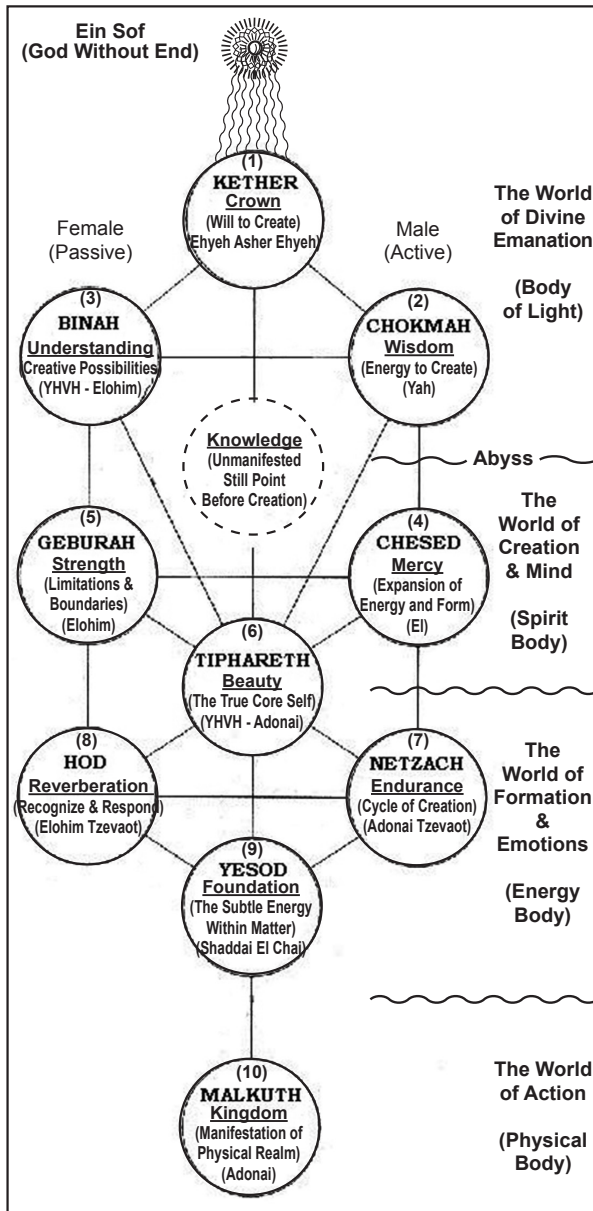 Ein Sof
(God Without End)
(1)
KETHER
Crown
(Will to Create)
Ehyeh Asher Ehyeh)
Female
(Passive)
Male
(Active)
The World
of Divine
Emanation
(Body
of Light)
(3)
BINAH
Understanding
Creative Possibilities)
(YHVH - Elohim)
(2)
CHOKMAH
Wisdom
(Energy to Create)
(Yah)
Knowledge
(Unmanifested
Still Point
Before Creation)
Abyss
(5)
GEBURAH
Strength
(Limitations &
Boundaries)
(Elohim)
(4)
CHESED
Mercy
(Expansion of
Energy and Form)
(El)
The
World of
Creation
& Mind
(Spirit
Body)
(6)
TIPHARETH
Beauty
(The True Core Self)
(YHVH - Adonai)
(8)
HOD
Reverberation
(Recognize & Respond)
(Elohim Tzevaot)
(7)
NETZACH
Endurance
(Cycle of Creation)
(Adonai Tzevaot)
The
World of
Formation
&
Emotions
(Energy
Body)
(9)
YESOD
Foundation
(The Subtle Energy
Within Matter)
(Shaddai El Chai)
(10)
MALKUTH
Kingdom
(Manifestation of
Physical Realm)
(Adonai)
The World
of Action
(Physical
Body)